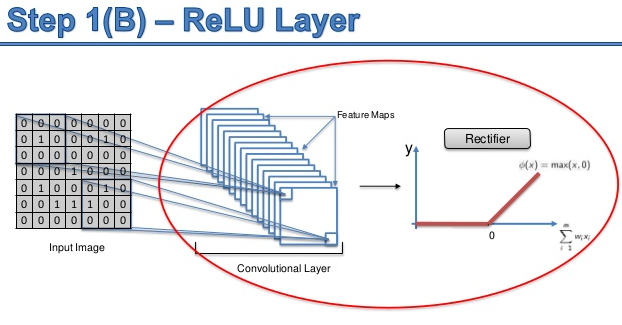 Step 1(B) – ReLU Layer
Feature Maps
0 0 0 0 0 0 0
0 1 0 0 0 1 0
0 0 0 0 0 0 0
0 0 0 1 0 0 0
0 1 0 0 0 1 0
0 0 1 1 1 0 0
0 0 0 0 0 0 0
Input Image
Convolutional Layer
Rectifier
y
ϕ(x) = max(x, 0)
0
m
∑ wᵢxᵢ
i 1